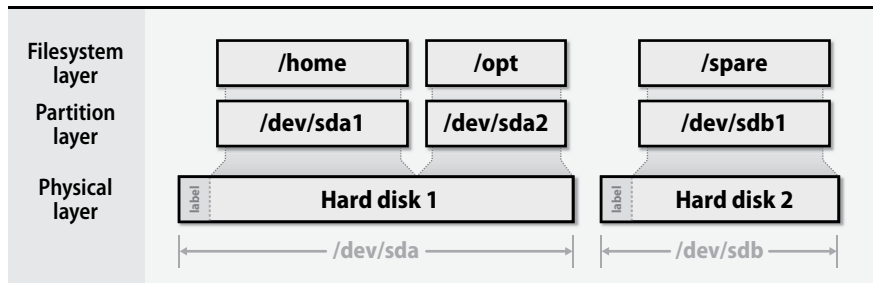 Filesystem
layer
/home
/opt
/spare
Partition
layer
/dev/sda1
/dev/sda2
/dev/sdb1
Physical
layer
label
Hard disk 1
label
Hard disk 2
/dev/sda
/dev/sdb